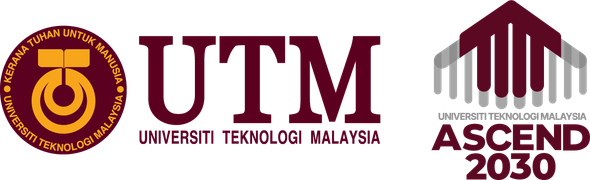 • KERANA TUHAN UNTUK MANUSIA •
UNIVERSITI TEKNOLOGI MALAYSIA
UTM
UNIVERSITI TEKNOLOGI MALAYSIA
UNIVERSITI TEKNOLOGI MALAYSIA
ASCEND
2030